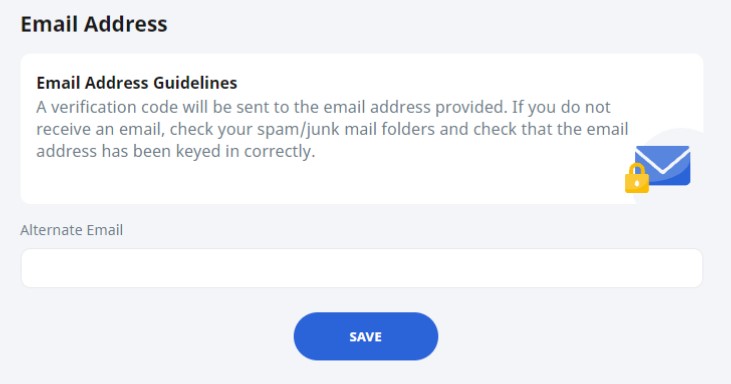 Email Address
Email Address Guidelines
A verification code will be sent to the email address provided. If you do not
receive an email, check your spam/junk mail folders and check that the email
address has been keyed in correctly.
Alternate Email
SAVE